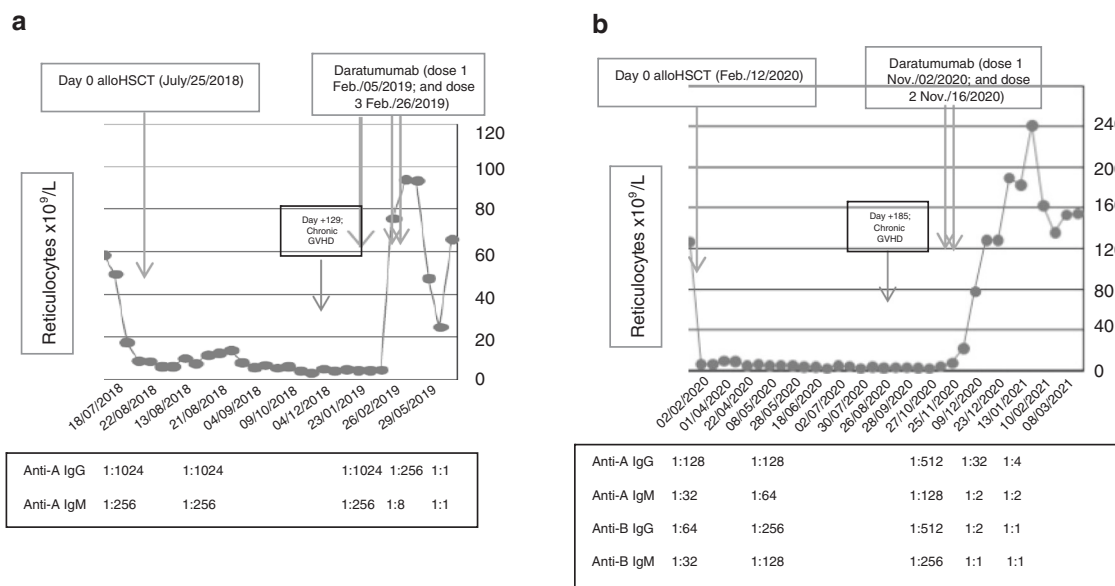 a
Day 0 alloHSCT (July/25/2018)
Daratumumab (dose 1
Feb./05/2019; and dose
3 Feb./26/2019)
120
100
80
60
40
20
0
Reticulocytes x10⁹/L
Day +129;
Chronic
GVHD
18/07/2018
22/08/2018
13/08/2018
21/08/2018
04/09/2018
09/10/2018
04/12/2018
23/01/2019
26/02/2019
29/05/2019
Anti-A IgG 1:1024 1:1024 1:1024 1:256 1:1
Anti-A IgM 1:256 1:256 1:256 1:8 1:1
b
Day 0 alloHSCT (Feb./12/2020)
Daratumumab (dose 1
Nov./02/2020; and dose
2 Nov./16/2020)
240
200
160
120
80
40
0
Reticulocytes x10⁹/L
Day +185;
Chronic
GVHD
02/02/2020
01/04/2020
22/04/2020
08/05/2020
28/05/2020
18/06/2020
02/07/2020
30/07/2020
26/08/2020
28/09/2020
27/10/2020
25/11/2020
09/12/2020
23/12/2020
13/01/2021
10/02/2021
08/03/2021
Anti-A IgG 1:128 1:128 1:512 1:32 1:4
Anti-A IgM 1:32 1:64 1:128 1:2 1:2
Anti-B IgG 1:64 1:256 1:512 1:2 1:1
Anti-B IgM 1:32 1:128 1:256 1:1 1:1